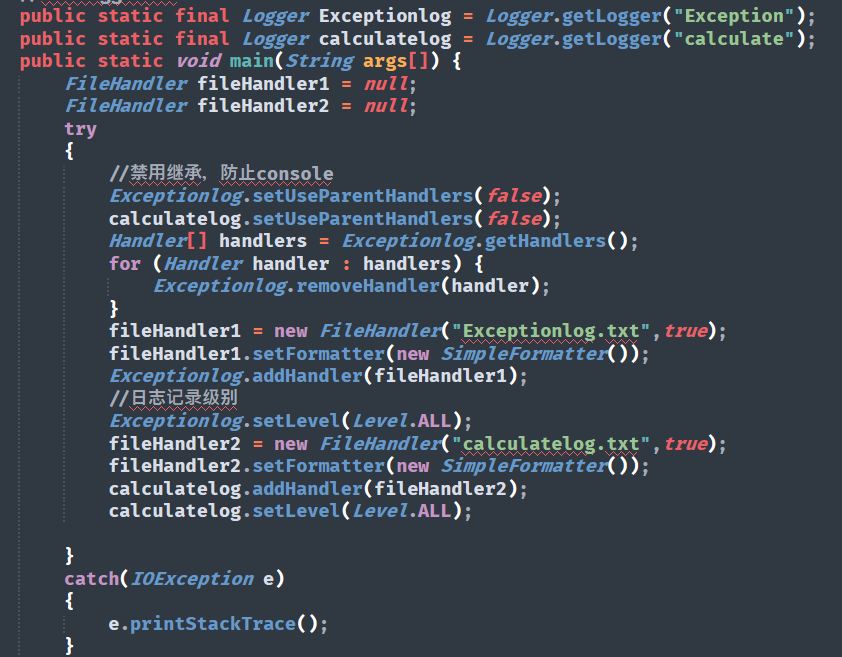 public static final Logger Exceptionlog = Logger.getLogger("Exception");
public static final Logger calculatelog = Logger.getLogger("calculate");
public static void main(String args[]) {
    FileHandler fileHandler1 = null;
    FileHandler fileHandler2 = null;
    try
    {
        //禁用继承，防止console
        Exceptionlog.setUseParentHandlers(false);
        calculatelog.setUseParentHandlers(false);
        Handler[] handlers = Exceptionlog.getHandlers();
        for (Handler handler : handlers) {
            Exceptionlog.removeHandler(handler);
        }
        fileHandler1 = new FileHandler("Exceptionlog.txt",true);
        fileHandler1.setFormatter(new SimpleFormatter());
        Exceptionlog.addHandler(fileHandler1);
        //日志记录级别
        Exceptionlog.setLevel(Level.ALL);
        fileHandler2 = new FileHandler("calculatelog.txt",true);
        fileHandler2.setFormatter(new SimpleFormatter());
        calculatelog.addHandler(fileHandler2);
        calculatelog.setLevel(Level.ALL);
    }
    catch(IOException e)
    {
        e.printStackTrace();
    }